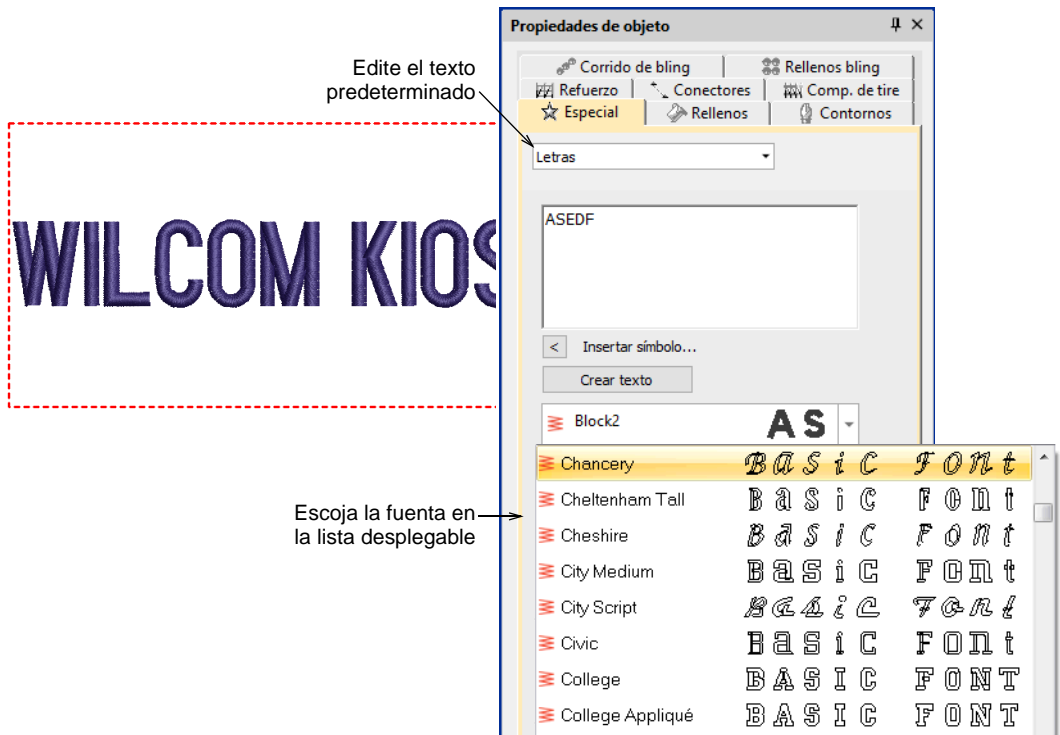 Propiedades de objeto
Corrido de bling
Rellenos bling
Refuerzo
Conectores
Comp. de tire
Especial
Rellenos
Contornos
Edite el texto
predeterminado
Letras
ASEDF
WILCOM KIOS
< Insertar símbolo...
Crear texto
Block2 AS
Chancery BasiC FOnt
Cheltenham Tall BasiC Font
Cheshire BasiC Font
City Medium BasiC Font
City Script BasiC Font
Civic BasiC FOnt
College BASIC FONT
College Appliqué BASIC FONT
Escoja la fuenta en
la lista desplegable